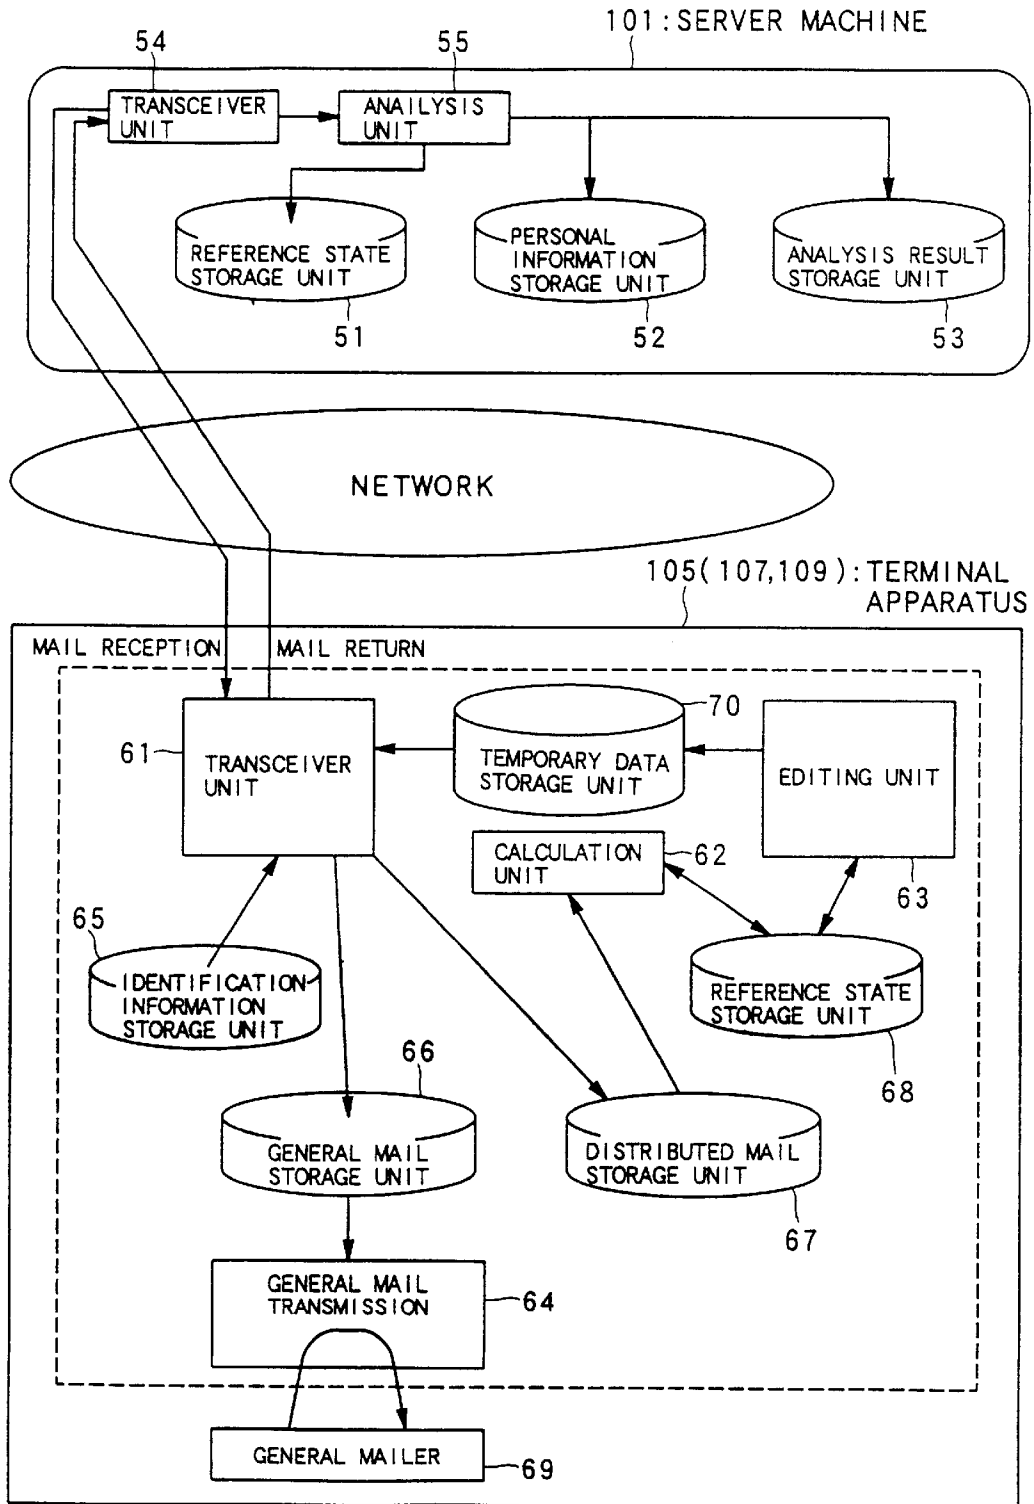 101:SERVER MACHINE
54
55
TRANSCEIVER
UNIT
ANAILYSIS
UNIT
REFERENCE STATE
STORAGE UNIT
PERSONAL
INFORMATION
STORAGE UNIT
ANALYSIS RESULT
STORAGE UNIT
51
52
53
NETWORK
105(107,109):TERMINAL
APPARATUS
MAIL RECEPTION
MAIL RETURN
70
61
TRANSCEIVER
UNIT
TEMPORARY DATA
STORAGE UNIT
EDITING UNIT
CALCULATION
UNIT
62
63
65
IDENTIFICATION
INFORMATION
STORAGE UNIT
REFERENCE STATE
STORAGE UNIT
68
66
GENERAL MAIL
STORAGE UNIT
DISTRIBUTED MAIL
STORAGE UNIT
67
GENERAL MAIL
TRANSMISSION
64
GENERAL MAILER
69